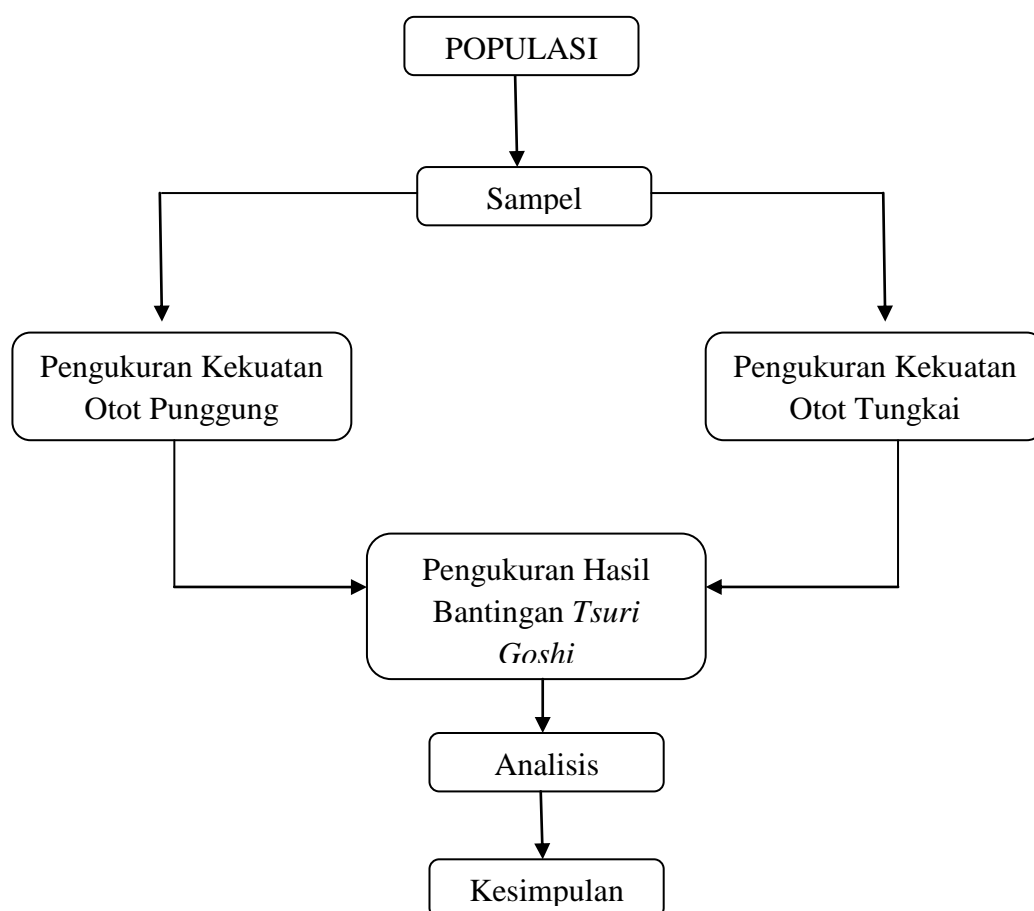 POPULASI
Sampel
Pengukuran Kekuatan
Otot Punggung
Pengukuran Kekuatan
Otot Tungkai
Pengukuran Hasil
Bantingan Tsuri
Goshi
Analisis
Kesimpulan